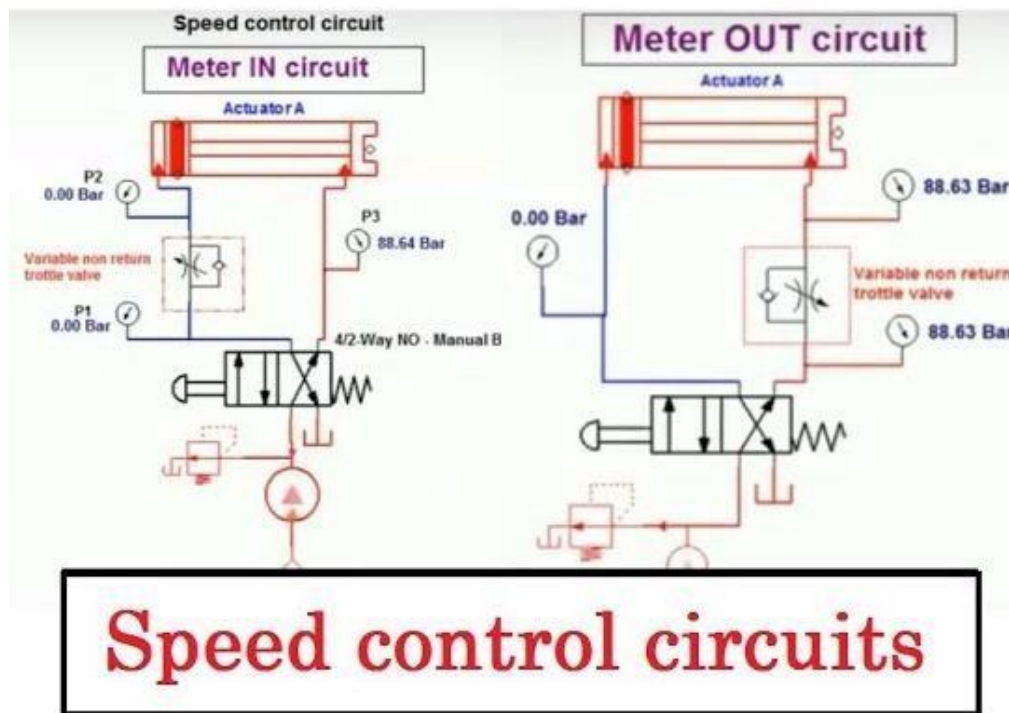 Speed control circuit
Meter IN circuit
Actuator A
P2
0.00 Bar
P3
88.64 Bar
Variable non return
trottle valve
P1
0.00 Bar
4/2-Way NO - Manual B
Meter OUT circuit
Actuator A
88.63 Bar
0.00 Bar
Variable non return
trottle valve
88.63 Bar
Speed control circuits